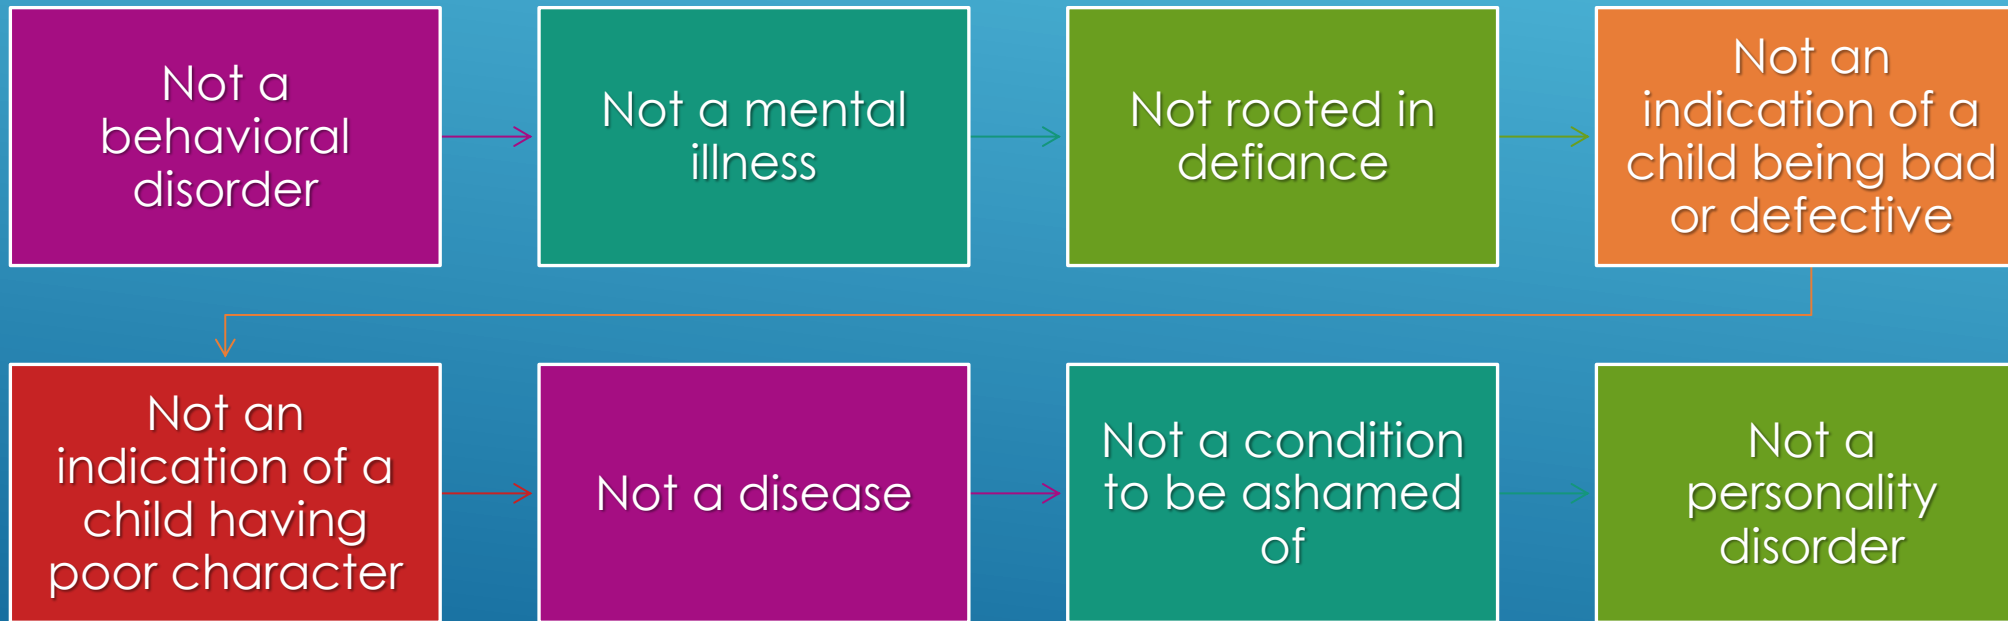 Not a
behavioral
disorder
Not a mental
illness
Not rooted in
defiance
Not an
indication of a
child being bad
or defective
Not an
indication of a
child having
poor character
Not a disease
Not a condition
to be ashamed
of
Not a
personality
disorder